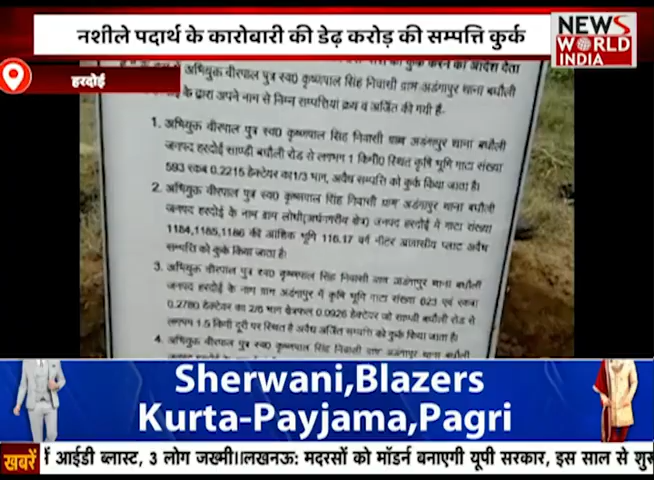 नशीले पदार्थ के कारोबारी की डेढ़ करोड़ की सम्पत्ति कुर्क
NEWS
WORLD
INDIA
हरदोई
कुर्क करने का आदेश देता
अभियुक्त वीरपाल पुत्र स्व0 कृष्णपाल सिंह निवासी ग्राम अडंगापुर थाना बघौली
के द्वारा अपने नाम से निम्न सम्पत्तियां क्रय व अर्जित की गयी है-
1. अभियुक्त वीरपाल पुत्र स्व0 कृष्णपाल सिंह निवासी ग्राम अडंगापुर थाना बघौली
जनपद हरदोई साण्डी बघौली रोड से लगभग 1 किमी0 स्थित कृषि भूमि गाटा संख्या
593 रकबा 0.2215 हेक्टेयर का1/3 भाग, अवैध सम्पत्ति को कुर्क किया जाता है।
2. अभियुक्त वीरपाल पुत्र स्व0 कृष्णपाल सिंह निवासी ग्राम अडंगापुर थाना बघौली
जनपद हरदोई के नाम ग्राम लोधी(अर्धनगरीय क्षेत्र) जनपद हरदोई में गाटा संख्या
1184,1185,1186 की आंशिक भूमि 116.17 वर्ग मीटर आवासीय प्लाट अवैध
सम्पत्ति को कुर्क किया जाता है।
3. अभियुक्त वीरपाल पुत्र स्व0 कृष्णपाल सिंह निवासी ग्राम अडंगापुर थाना बघौली
जनपद हरदोई के नाम ग्राम अडंगापुर में कृषि भूमि गाटा संख्या 623 एवं रकबा
0.2780 हेक्टेयर का 2/6 भाग क्षेत्रफल 0.0926 हेक्टेयर जो साण्डी बघौली रोड से
लगभग 1.5 किमी दूरी पर स्थित है अवैध अर्जित सम्पत्ति को कुर्क किया जाता है।
4. अभियुक्त वीरपाल पुत्र स्व0 कृष्णपाल सिंह निवासी ग्राम अडंगापुर थाना बघौली
Sherwani,Blazers
Kurta-Payjama,Pagri
खबरें में आईडी ब्लास्ट, 3 लोग जख्मी।।लखनऊ: मदरसों को मॉडर्न बनाएगी यूपी सरकार, इस साल से शुरू